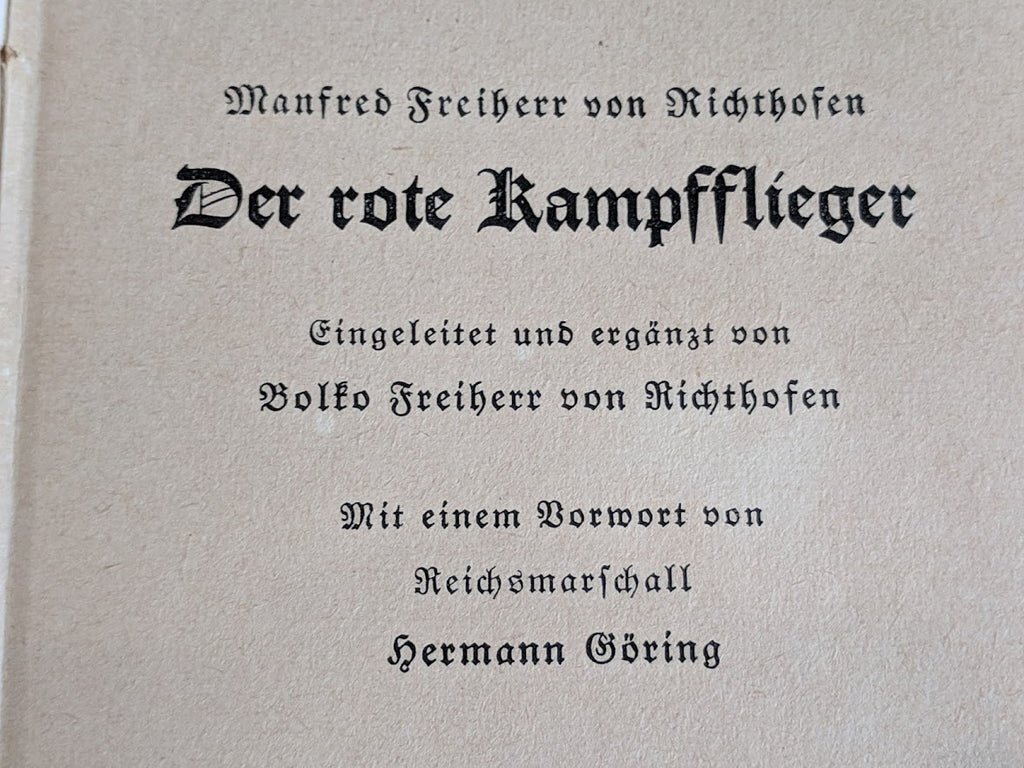 Manfred Freiherr von Richthofen
Der rote Kampfflieger
Eingeleitet und ergänzt von
Bolko Freiherr von Richthofen
Mit einem Vorwort von
Reichsmarſchall
Hermann Göring